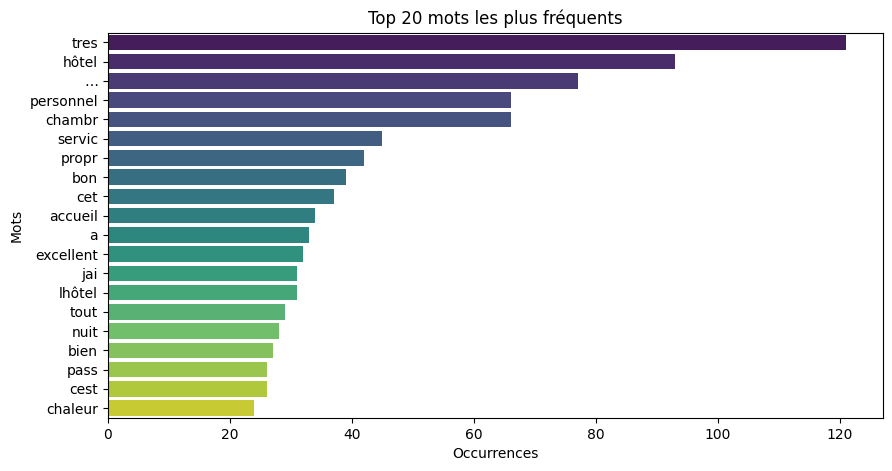 Top 20 mots les plus fréquents
tres
hôtel
...
personnel
chambr
servic
propr
bon
cet
accueil
a
excellent
jai
lhôtel
tout
nuit
bien
pass
cest
chaleur
Mots
0 20 40 60 80 100 120
Occurrences